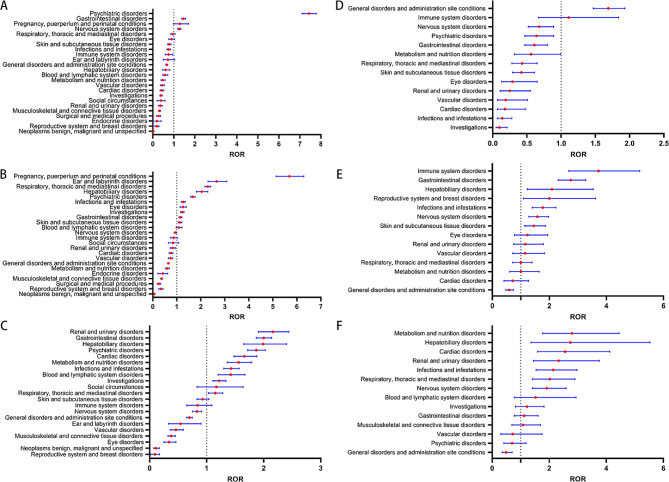 A
Psychiatric disorders
Gastrointestinal disorders
Pregnancy, puerperium and perinatal conditions
Nervous system disorders
Respiratory, thoracic and mediastinal disorders
Eye disorders
Skin and subcutaneous tissue disorders
Infections and infestations
Immune system disorders
Ear and labyrinth disorders
General disorders and administration site conditions
Hepatobiliary disorders
Blood and lymphatic system disorders
Metabolism and nutrition disorders
Vascular disorders
Cardiac disorders
Investigations
Social circumstances
Renal and urinary disorders
Musculoskeletal and connective tissue disorders
Surgical and medical procedures
Endocrine disorders
Reproductive system and breast disorders
Neoplasms benign, malignant and unspecified
0 1 2 3 4 5 6 7 8
ROR
B
Pregnancy, puerperium and perinatal conditions
Ear and labyrinth disorders
Respiratory, thoracic and mediastinal disorders
Hepatobiliary disorders
Psychiatric disorders
Infections and infestations
Eye disorders
Investigations
Gastrointestinal disorders
Skin and subcutaneous tissue disorders
Blood and lymphatic system disorders
Nervous system disorders
Immune system disorders
Social circumstances
Renal and urinary disorders
Cardiac disorders
Vascular disorders
General disorders and administration site conditions
Metabolism and nutrition disorders
Endocrine disorders
Musculoskeletal and connective tissue disorders
Surgical and medical procedures
Reproductive system and breast disorders
Neoplasms benign, malignant and unspecified
0 1 2 3 4 5 6 7
ROR
C
Renal and urinary disorders
Gastrointestinal disorders
Hepatobiliary disorders
Psychiatric disorders
Cardiac disorders
Metabolism and nutrition disorders
Infections and infestations
Blood and lymphatic system disorders
Investigations
Social circumstances
Respiratory, thoracic and mediastinal disorders
Skin and subcutaneous tissue disorders
Immune system disorders
Nervous system disorders
General disorders and administration site conditions
Ear and labyrinth disorders
Vascular disorders
Musculoskeletal and connective tissue disorders
Eye disorders
Neoplasms benign, malignant and unspecified
Reproductive system and breast disorders
0 1 2 3
ROR
D
General disorders and administration site conditions
Immune system disorders
Nervous system disorders
Psychiatric disorders
Gastrointestinal disorders
Metabolism and nutrition disorders
Respiratory, thoracic and mediastinal disorders
Skin and subcutaneous tissue disorders
Eye disorders
Renal and urinary disorders
Vascular disorders
Cardiac disorders
Infections and infestations
Investigations
0.0 0.5 1.0 1.5 2.0 2.5
ROR
E
Immune system disorders
Gastrointestinal disorders
Hepatobiliary disorders
Reproductive system and breast disorders
Infections and infestations
Nervous system disorders
Skin and subcutaneous tissue disorders
Eye disorders
Renal and urinary disorders
Vascular disorders
Respiratory, thoracic and mediastinal disorders
Metabolism and nutrition disorders
Cardiac disorders
General disorders and administration site conditions
0 2 4 6
ROR
F
Metabolism and nutrition disorders
Hepatobiliary disorders
Cardiac disorders
Renal and urinary disorders
Infections and infestations
Respiratory, thoracic and mediastinal disorders
Nervous system disorders
Blood and lymphatic system disorders
Investigations
Gastrointestinal disorders
Musculoskeletal and connective tissue disorders
Vascular disorders
Psychiatric disorders
General disorders and administration site conditions
0 2 4 6
ROR